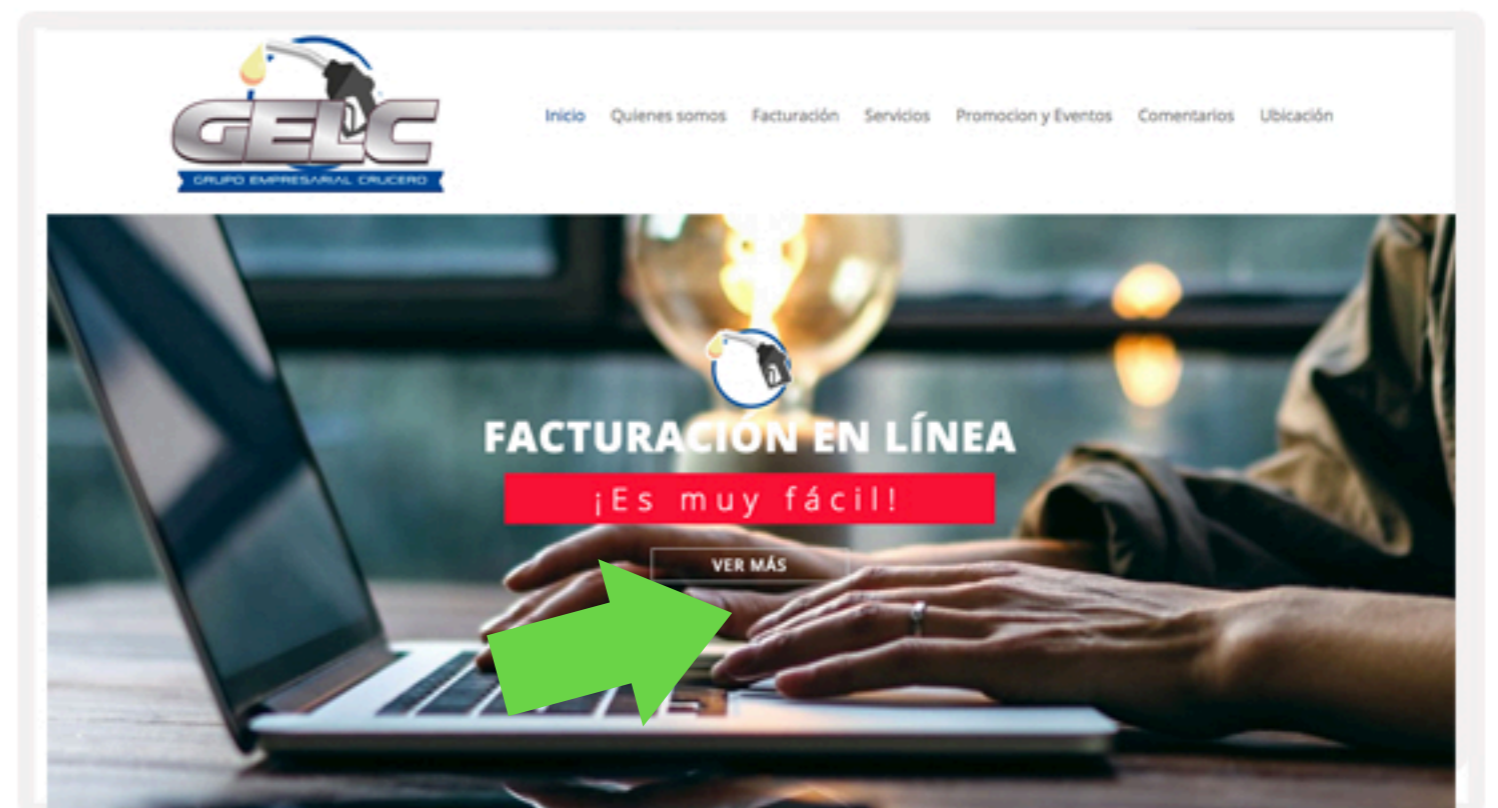 GELC
GRUPO EMPRESARIAL CRUCERO
Inicio Quienes somos Facturación Servicios Promocion y Eventos Comentarios Ubicación
FACTURACIÓN EN LÍNEA
¡Es muy fácil!
VER MÁS